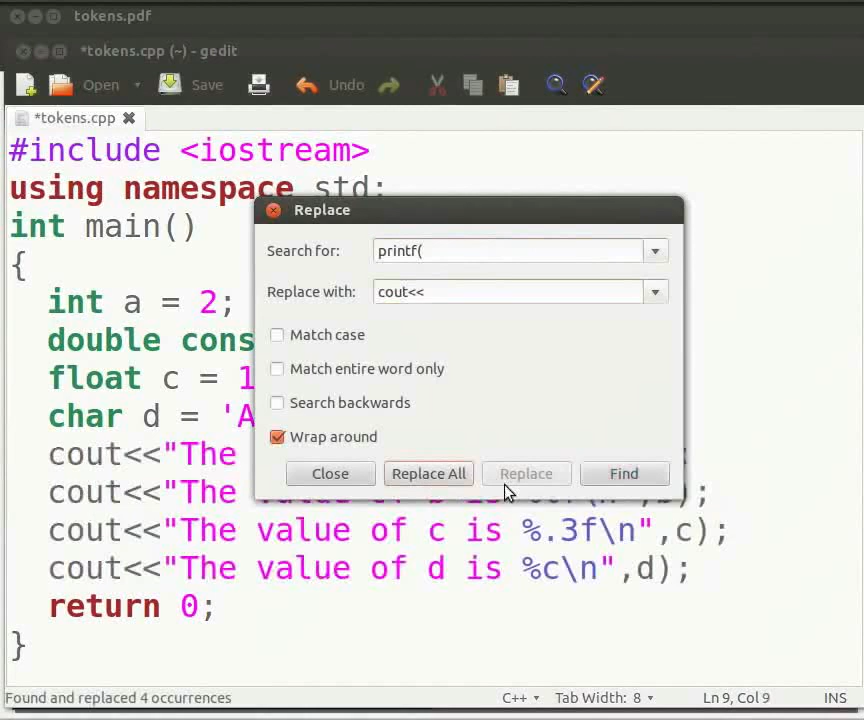 tokens.pdf
*tokens.cpp (~) - gedit
Open Save Undo
*tokens.cpp
#include <iostream>
using namespace std;
int main()
{
int a = 2;
double cons
float c = 1
char d = 'A
cout<<"The
cout<<"The
cout<<"The value of c is %.3f\n",c);
cout<<"The value of d is %c\n",d);
return 0;
}
Replace
Search for: printf(
Replace with: cout<<
Match case
Match entire word only
Search backwards
Wrap around
Close Replace All Replace Find
Found and replaced 4 occurrences C++ Tab Width: 8 Ln 9, Col 9 INS